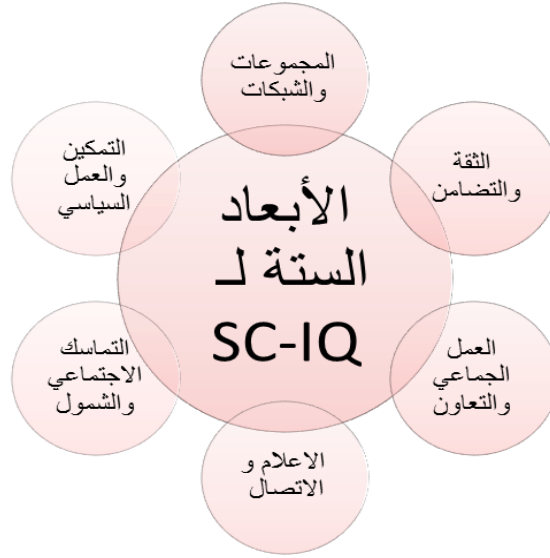 المجموعات
والشبكات
الثقة
والتضامن
العمل
الجماعي
والتعاون
الاعلام و
الاتصال
التماسك
الاجتماعي
والشمول
التمكين
والعمل
السياسي
الأبعاد
الستة لـ
SC-IQ